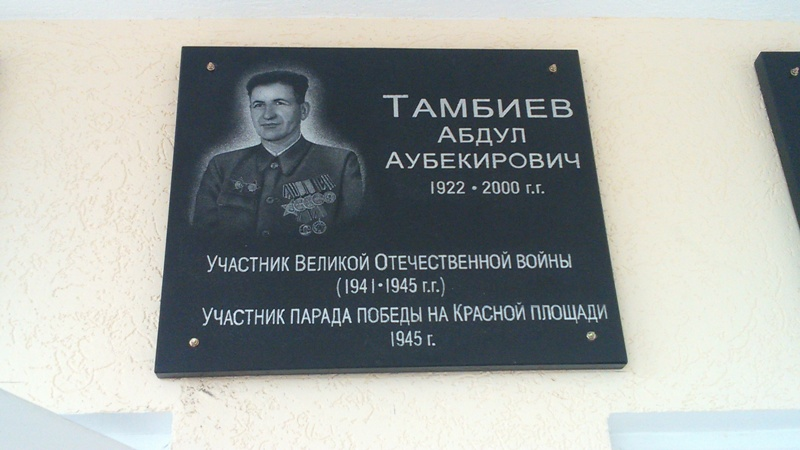 ТАМБИЕВ
АБДУЛ
АУБЕКИРОВИЧ
1922 • 2000 г.г.
УЧАСТНИК ВЕЛИКОЙ ОТЕЧЕСТВЕННОЙ ВОЙНЫ
(1941•1945 г.г.)
УЧАСТНИК ПАРАДА ПОБЕДЫ НА КРАСНОЙ ПЛОЩАДИ
1945 г.